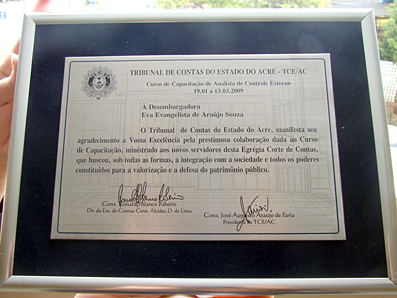 TRIBUNAL DE CONTAS DO ESTADO DO ACRE - TCE/AC
Curso de Capacitação de Analista de Controle Externo
19.01 a 13.03.2009
À Desembargadora
Eva Evangelista de Araújo Souza
O Tribunal de Contas do Estado do Acre, manifesta seu
agradecimento a Vossa Excelência pela prestimosa colaboração dada ao Curso
de Capacitação, ministrado aos novos servidores desta Egrégia Corte de Contas,
que buscou, sob todas as formas, a integração com a sociedade e todos os poderes
constituídos para a valorização e a defesa do patrimônio público.
Cons. Ronald Polanco Ribeiro
Dir. da Esc. de Contas Cons. Alcides D. de Lima
Cons. José Augusto Araújo de Faria
Presidente do TCE/AC